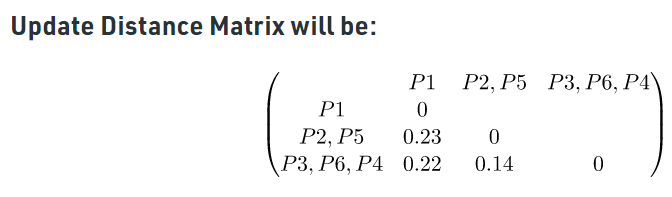 Update Distance Matrix will be:
P1 P2, P5 P3, P6, P4
P1 0
P2, P5 0.23 0
P3, P6, P4 0.22 0.14 0